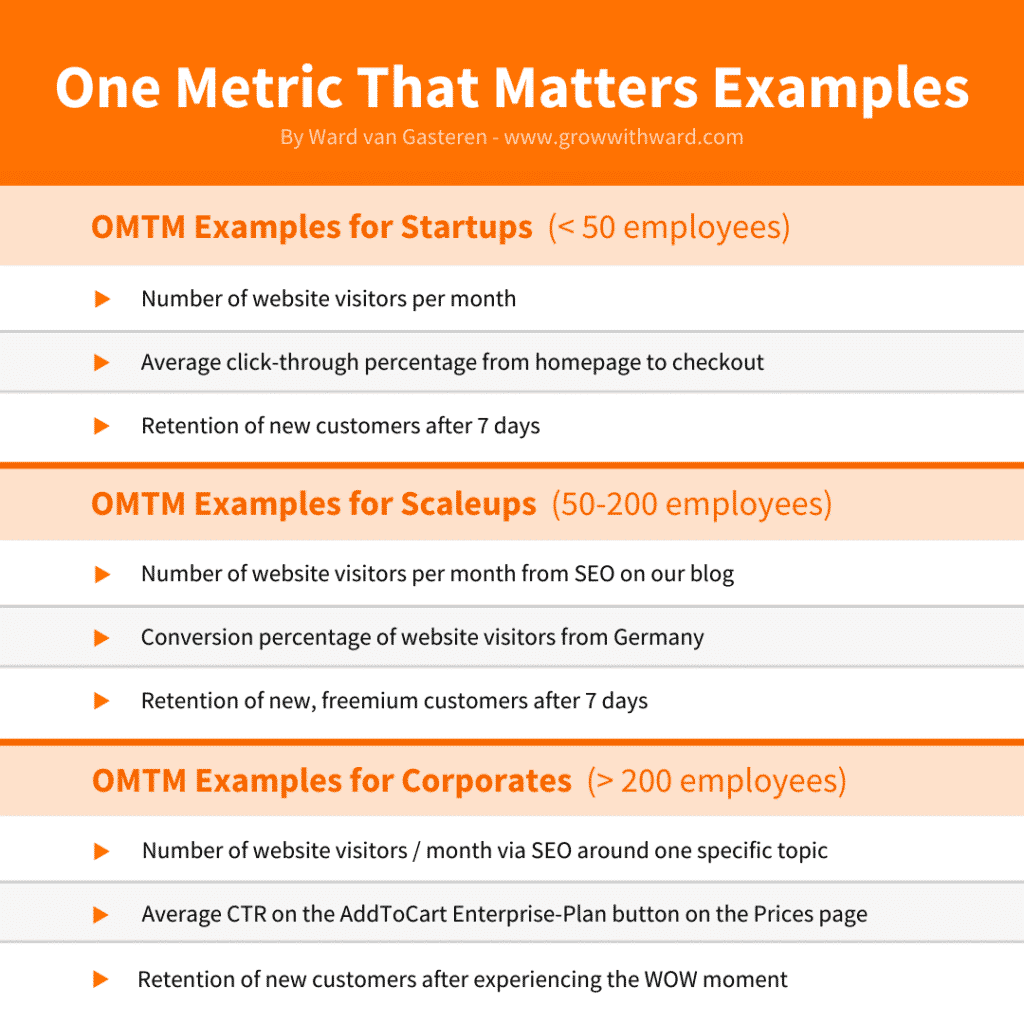 One Metric That Matters Examples
By Ward van Gasteren - www.growwithward.com
OMTM Examples for Startups (< 50 employees)
Number of website visitors per month
Average click-through percentage from homepage to checkout
Retention of new customers after 7 days
OMTM Examples for Scaleups (50-200 employees)
Number of website visitors per month from SEO on our blog
Conversion percentage of website visitors from Germany
Retention of new, freemium customers after 7 days
OMTM Examples for Corporates (> 200 employees)
Number of website visitors / month via SEO around one specific topic
Average CTR on the AddToCart Enterprise-Plan button on the Prices page
Retention of new customers after experiencing the WOW moment